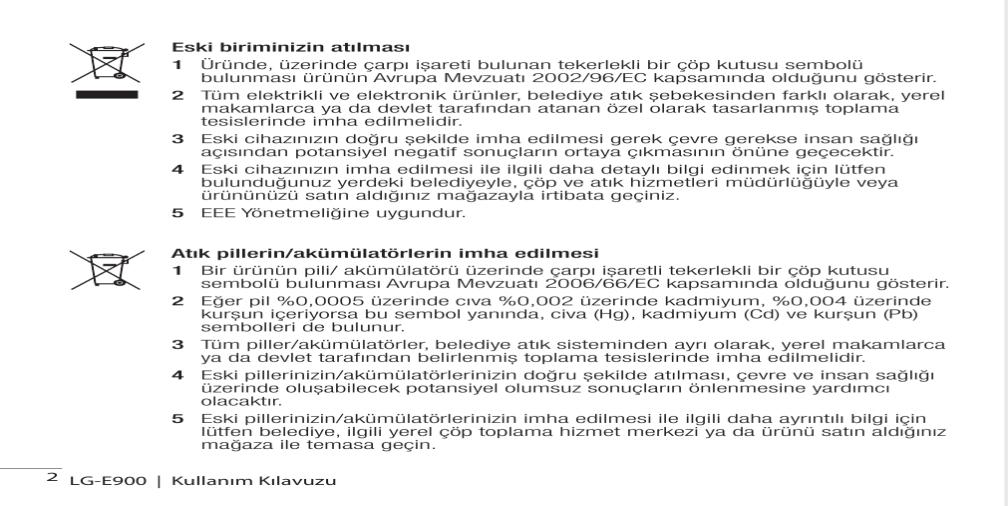 Eski biriminizin atılması
1 Üründe, üzerinde çarpı işareti bulunan tekerlekli bir çöp kutusu sembolü
bulunması ürünün Avrupa Mevzuatı 2002/96/EC kapsamında olduğunu gösterir.
2 Tüm elektrikli ve elektronik ürünler, belediye atık şebekesinden farklı olarak, yerel
makamlarca ya da devlet tarafından atanan özel olarak tasarlanmış toplama
tesislerinde imha edilmelidir.
3 Eski cihazınızın doğru şekilde imha edilmesi gerek çevre gerekse insan sağlığı
açısından potansiyel negatif sonuçların ortaya çıkmasının önüne geçecektir.
4 Eski cihazınızın imha edilmesi ile ilgili daha detaylı bilgi edinmek için lütfen
bulunduğunuz yerdeki belediyeyle, çöp ve atık hizmetleri müdürlüğüyle veya
ürününüzü satın aldığınız mağazayla irtibata geçiniz.
5 EEE Yönetmeliğine uygundur.
Atık pillerin/akümülatörlerin imha edilmesi
1 Bir ürünün pili/ akümülatörü üzerinde çarpı işaretli tekerlekli bir çöp kutusu
sembolü bulunması Avrupa Mevzuatı 2006/66/EC kapsamında olduğunu gösterir.
2 Eğer pil %0,0005 üzerinde cıva %0,002 üzerinde kadmiyum, %0,004 üzerinde
kurşun içeriyorsa bu sembol yanında, civa (Hg), kadmiyum (Cd) ve kurşun (Pb)
sembolleri de bulunur.
3 Tüm piller/akümülatörler, belediye atık sisteminden ayrı olarak, yerel makamlarca
ya da devlet tarafından belirlenmiş toplama tesislerinde imha edilmelidir.
4 Eski pillerinizin/akümülatörlerinizin doğru şekilde atılması, çevre ve insan sağlığı
üzerinde oluşabilecek potansiyel olumsuz sonuçların önlenmesine yardımcı
olacaktır.
5 Eski pillerinizin/akümülatörlerinizin imha edilmesi ile ilgili daha ayrıntılı bilgi için
lütfen belediye, ilgili yerel çöp toplama hizmet merkezi ya da ürünü satın aldığınız
mağaza ile temasa geçin.
2 LG-E900 | Kullanım Kılavuzu